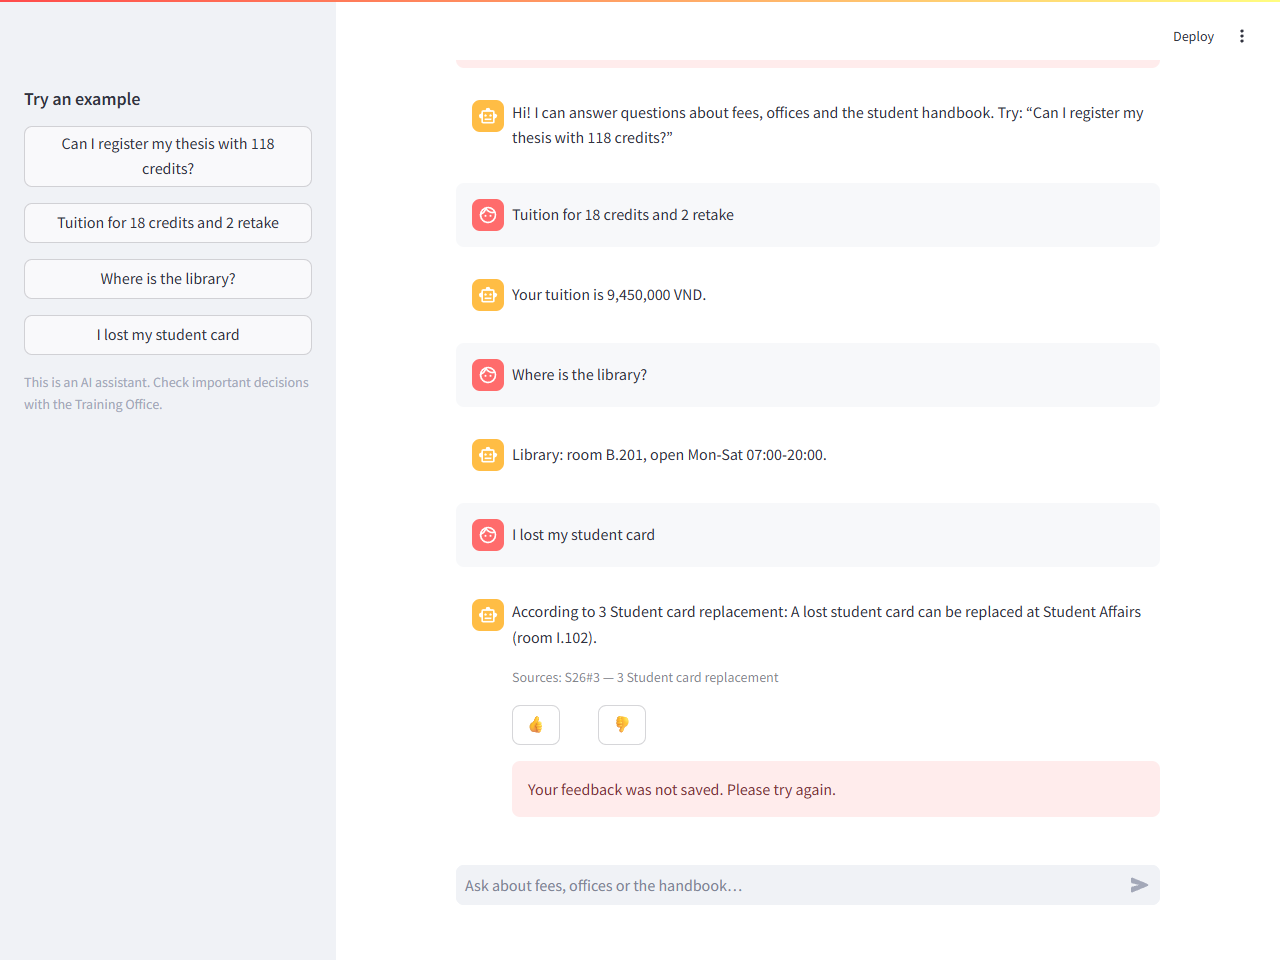 Deploy
Try an example
Can I register my thesis with 118
credits?
Tuition for 18 credits and 2 retake
Where is the library?
I lost my student card
This is an AI assistant. Check important decisions
with the Training Office.
Hi! I can answer questions about fees, offices and the student handbook. Try: “Can I register my
thesis with 118 credits?”
Tuition for 18 credits and 2 retake
Your tuition is 9,450,000 VND.
Where is the library?
Library: room B.201, open Mon-Sat 07:00-20:00.
I lost my student card
According to 3 Student card replacement: A lost student card can be replaced at Student Affairs
(room I.102).
Sources: S26#3 — 3 Student card replacement
Your feedback was not saved. Please try again.
Ask about fees, offices or the handbook…